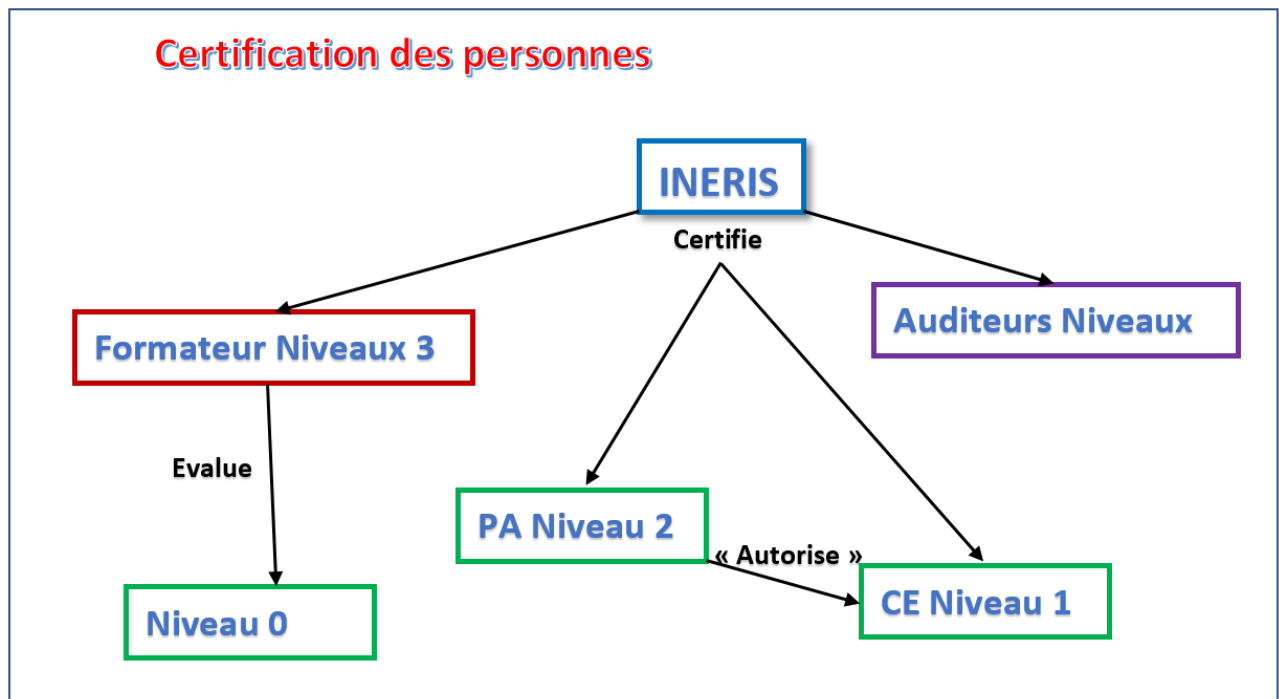 Certification des personnes
INERIS
Certifie
Auditeurs Niveaux
Formateur Niveaux 3
Evalue
PA Niveau 2
« Autorise »
CE Niveau 1
Niveau 0